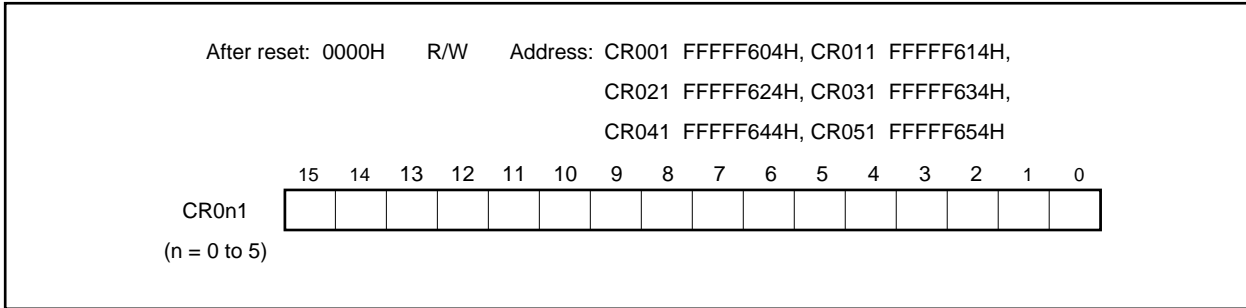 After reset: 0000H R/W Address: CR001 FFFFF604H, CR011 FFFFF614H,
CR021 FFFFF624H, CR031 FFFFF634H,
CR041 FFFFF644H, CR051 FFFFF654H
15 14 13 12 11 10 9 8 7 6 5 4 3 2 1 0
CR0n1
(n = 0 to 5)